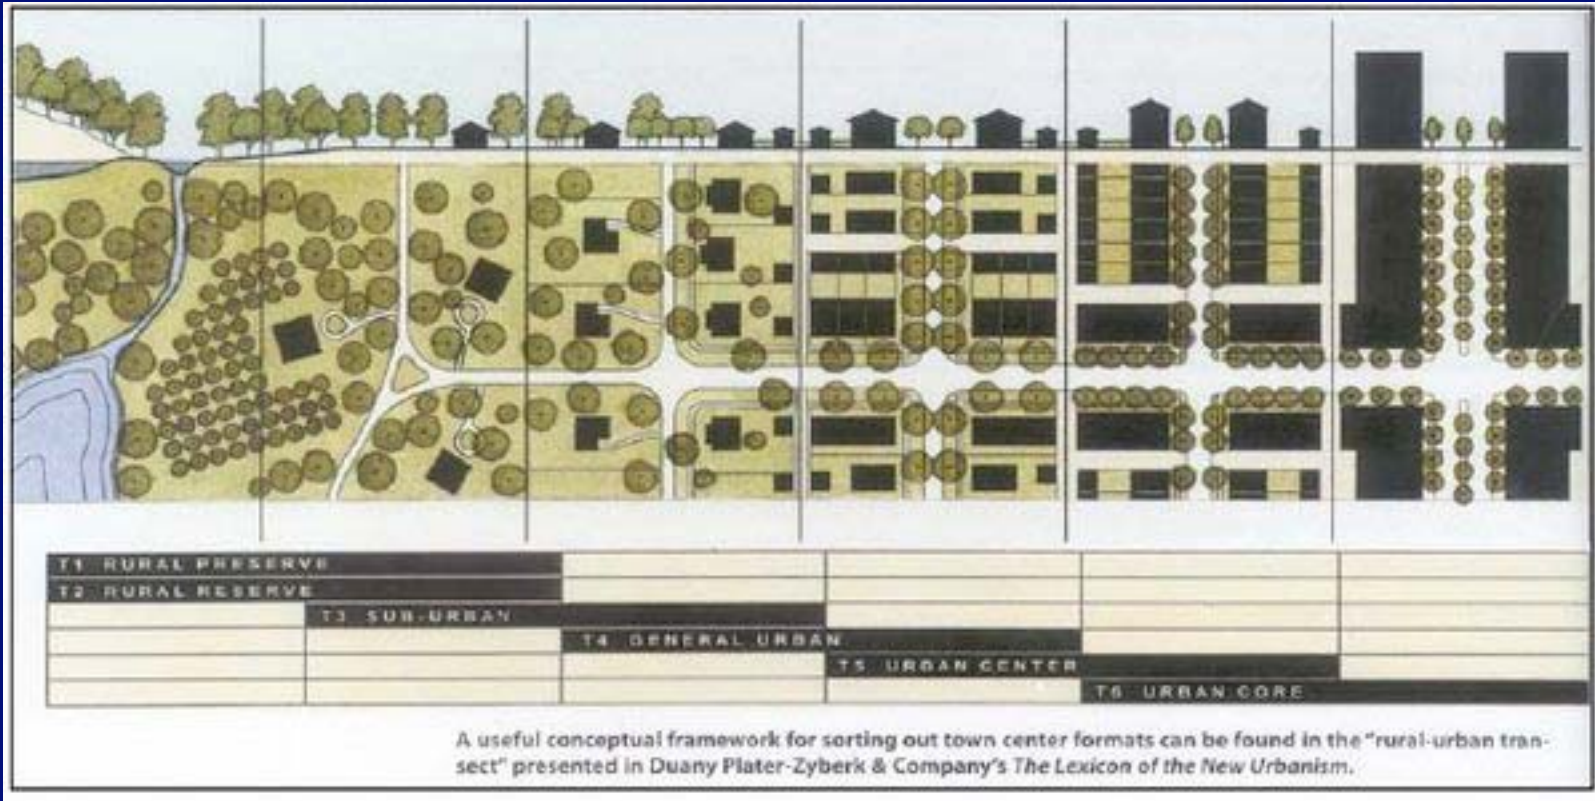 T1 RURAL PRESERVE
T2 RURAL RESERVE
T3 SUB-URBAN
T4 GENERAL URBAN
T5 URBAN CENTER
T6 URBAN CORE
A useful conceptual framework for sorting out town center formats can be found in the "rural-urban tran-
sect" presented in Duany Plater-Zyberk & Company's The Lexicon of the New Urbanism.